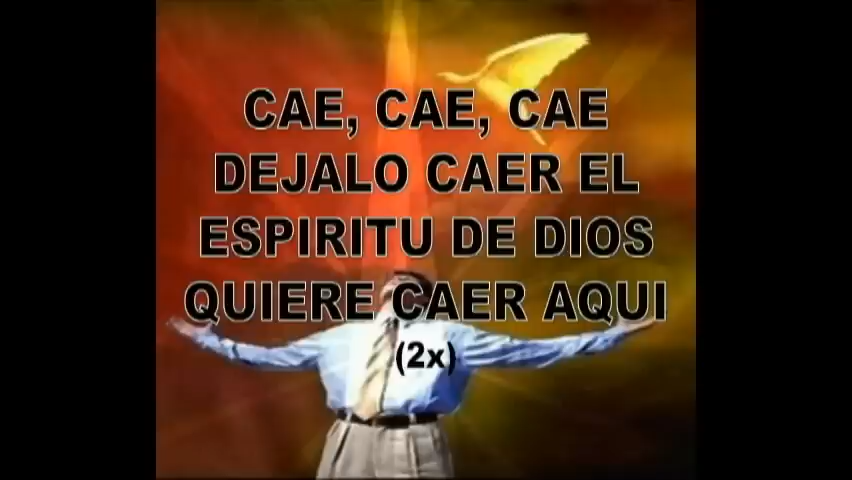 CAE, CAE, CAE
DEJALO CAER EL
ESPIRITU DE DIOS
QUIERE CAER AQUI
(2x)